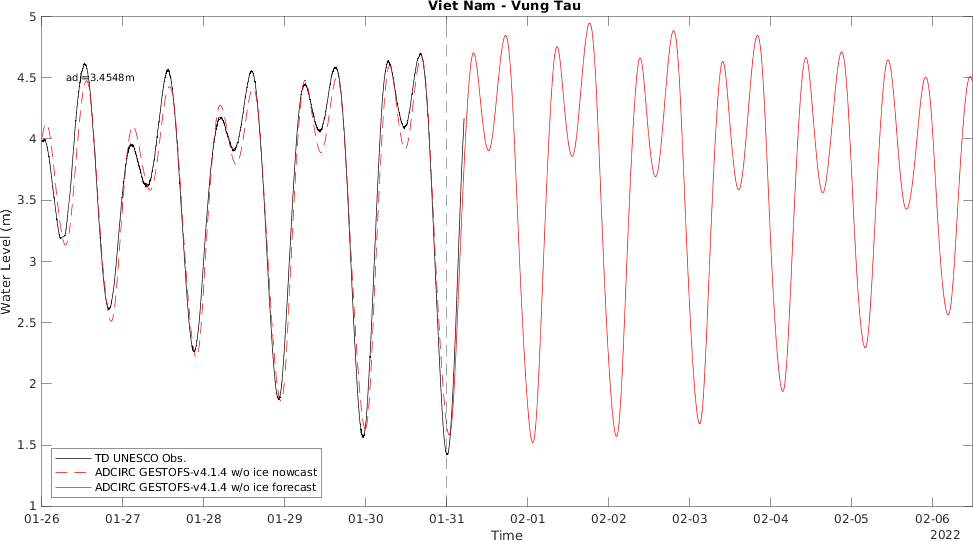 Viet Nam - Vung Tau
adj=3.4548m
Water Level (m)
5
4.5
4
3.5
3
2.5
2
1.5
1
TD UNESCO Obs.
ADCIRC GESTOFS-v4.1.4 w/o ice nowcast
ADCIRC GESTOFS-v4.1.4 w/o ice forecast
01-26 01-27 01-28 01-29 01-30 01-31 02-01 02-02 02-03 02-04 02-05 02-06
Time
2022